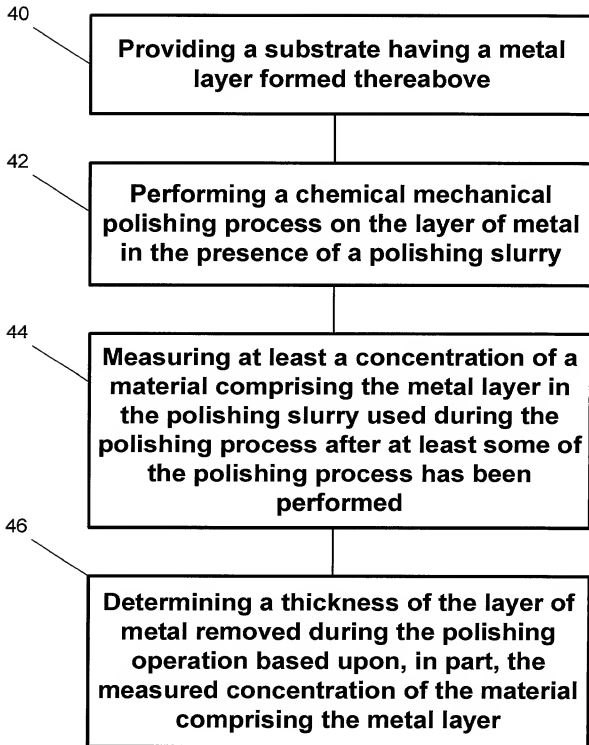 40
Providing a substrate having a metal
layer formed thereabove
42
Performing a chemical mechanical
polishing process on the layer of metal
in the presence of a polishing slurry
44
Measuring at least a concentration of a
material comprising the metal layer in
the polishing slurry used during the
polishing process after at least some of
the polishing process has been
performed
46
Determining a thickness of the layer of
metal removed during the polishing
operation based upon, in part, the
measured concentration of the material
comprising the metal layer